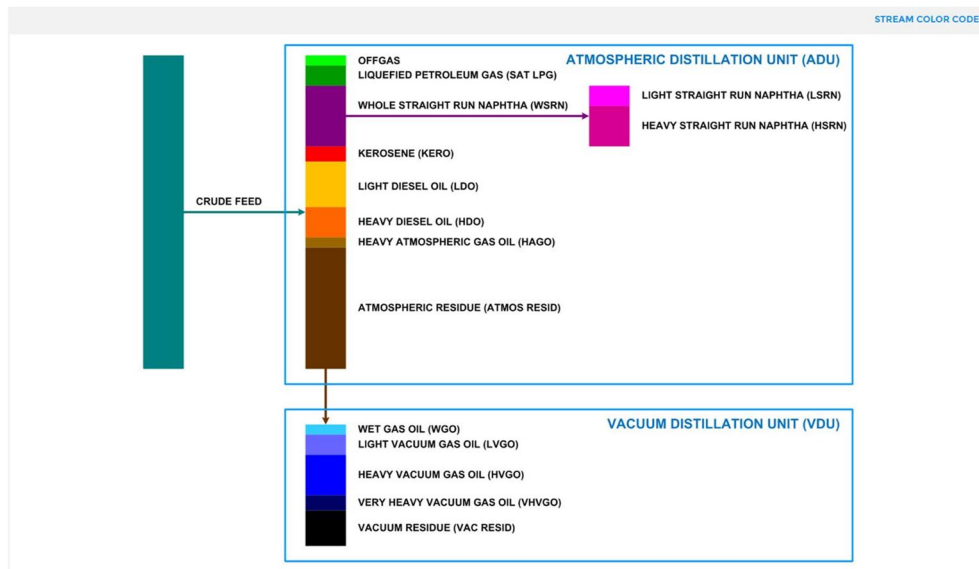 STREAM COLOR CODE
ATMOSPHERIC DISTILLATION UNIT (ADU)
OFFGAS
LIQUEFIED PETROLEUM GAS (SAT LPG)
WHOLE STRAIGHT RUN NAPHTHA (WSRN)
LIGHT STRAIGHT RUN NAPHTHA (LSRN)
HEAVY STRAIGHT RUN NAPHTHA (HSRN)
KEROSENE (KERO)
LIGHT DIESEL OIL (LDO)
CRUDE FEED
HEAVY DIESEL OIL (HDO)
HEAVY ATMOSPHERIC GAS OIL (HAGO)
ATMOSPHERIC RESIDUE (ATMOS RESID)
VACUUM DISTILLATION UNIT (VDU)
WET GAS OIL (WGO)
LIGHT VACUUM GAS OIL (LVGO)
HEAVY VACUUM GAS OIL (HVGO)
VERY HEAVY VACUUM GAS OIL (VHVGO)
VACUUM RESIDUE (VAC RESID)